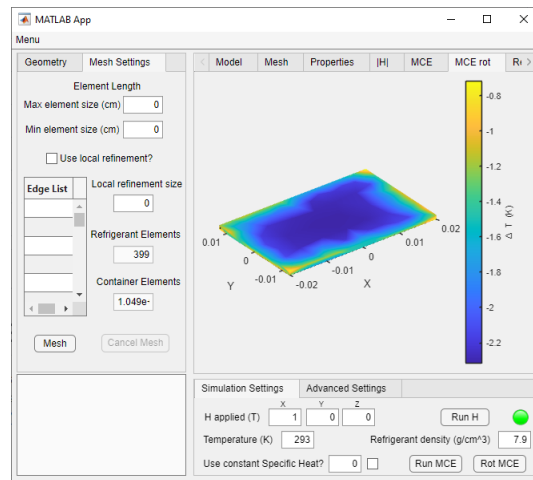 MATLAB App
Menu
Geometry Mesh Settings
Element Length
Max element size (cm) 0
Min element size (cm) 0
Use local refinement?
Edge List
Local refinement size
0
Refrigerant Elements
399
Container Elements
1.049e-
Mesh Cancel Mesh
Model Mesh Properties |H| MCE MCE rot
-0.8
-1
-1.2
-1.4
-1.6
-1.8
-2
-2.2
Δ T (K)
0.01 0 -0.01
Y
-0.02 -0.01 0 0.01 0.02
X
Simulation Settings Advanced Settings
X Y Z
H applied (T) 1 0 0 Run H
Temperature (K) 293 Refrigerant density (g/cm^3) 7.9
Use constant Specific Heat? 0 Run MCE Rot MCE